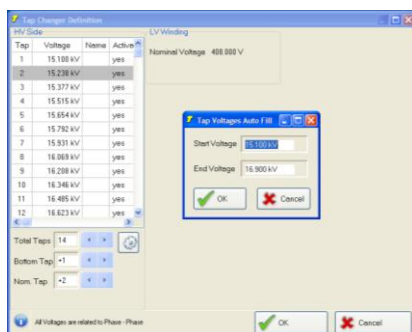 Tap Changer Definition
HV Side
Tap Voltage Name Active
1 15.100 kV yes
2 15.238 kV yes
3 15.377 kV yes
4 15.515 kV yes
5 15.654 kV yes
6 15.792 kV yes
7 15.931 kV yes
8 16.069 kV yes
9 16.208 kV yes
10 16.346 kV yes
11 16.485 kV yes
12 16.623 kV yes
Total Taps 14
Bottom Tap +1
Nom. Tap +2
LV Winding
Nominal Voltage 400.000 V
Tap Voltages Auto Fill
Start Voltage 15.100 kV
End Voltage 16.900 kV
OK Cancel
All Voltages are related to Phase - Phase
OK Cancel